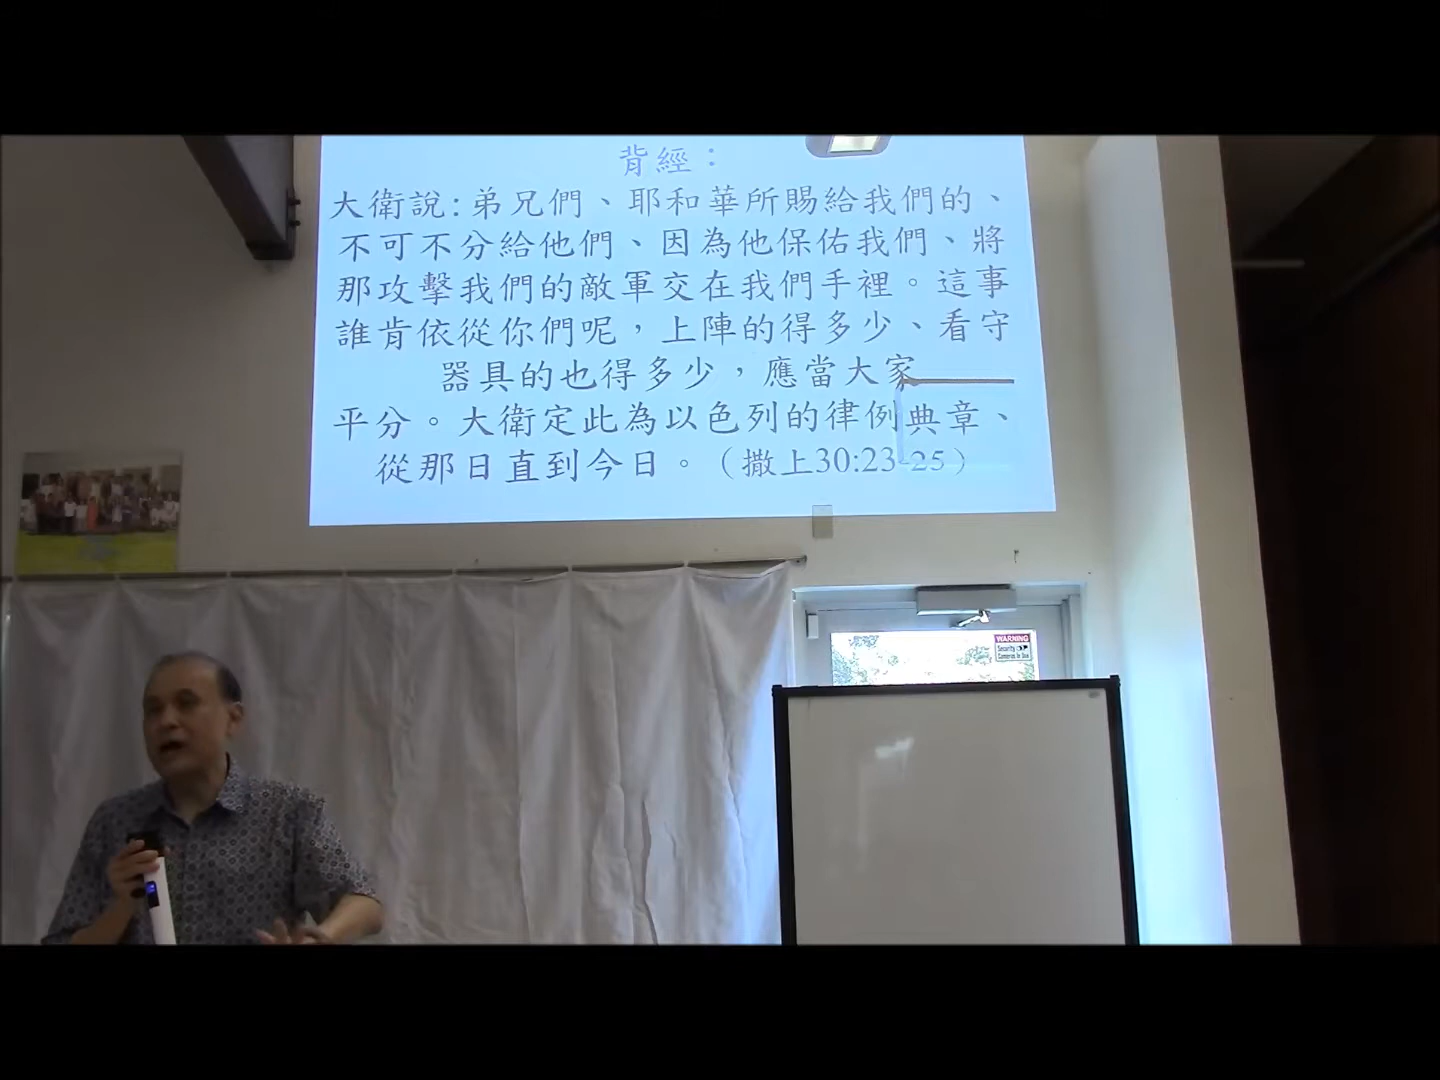 背經：
大衛說:弟兄們、耶和華所賜給我們的、
不可不分給他們、因為他保佑我們、將
那攻擊我們的敵軍交在我們手裡。這事
誰肯依從你們呢，上陣的得多少、看守
器具的也得多少，應當大家
平分。大衛定此為以色列的律例典章、
從那日直到今日。（撒上30:23-25）
WARNING
Security
Cameras In Use